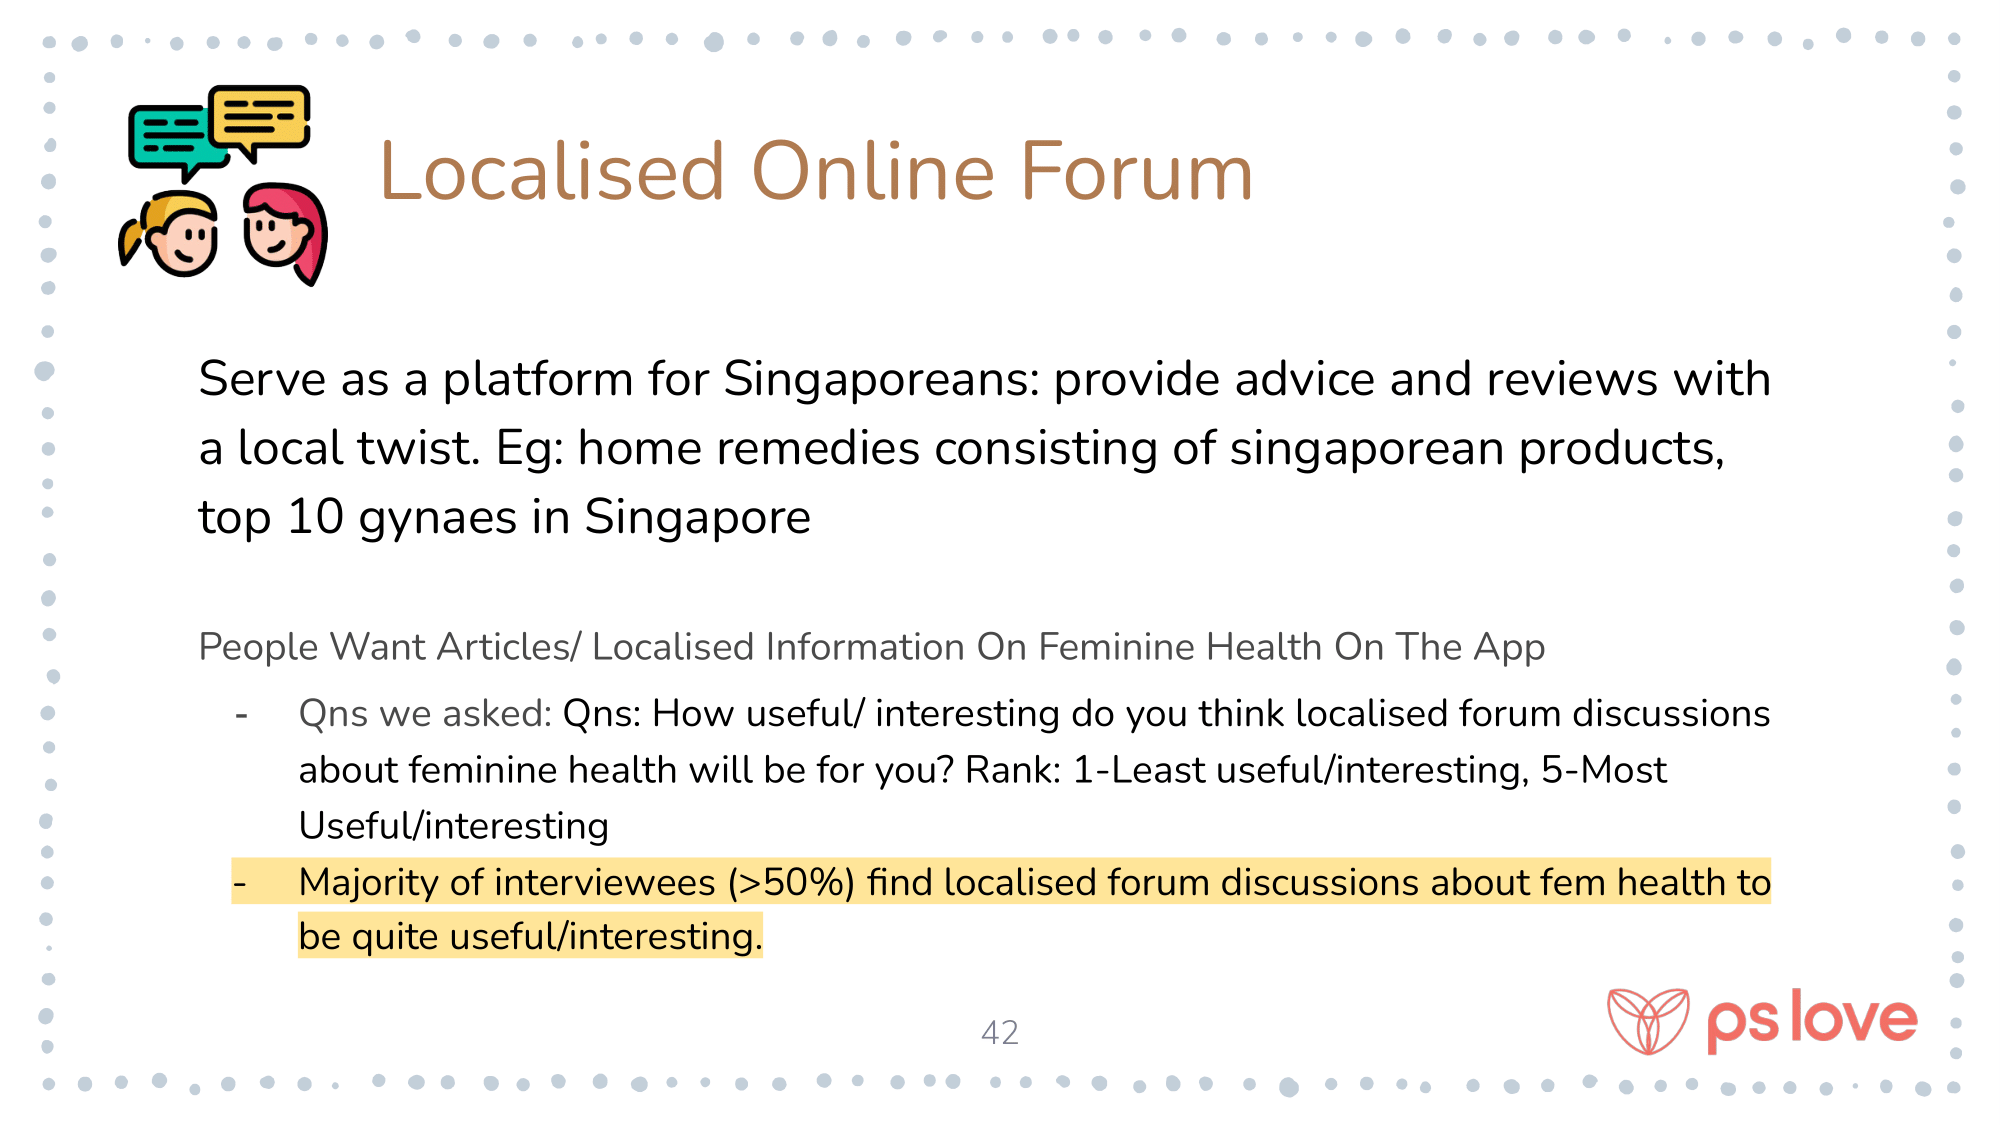 Localised Online Forum
Serve as a platform for Singaporeans: provide advice and reviews with
a local twist. Eg: home remedies consisting of singaporean products,
top 10 gynaes in Singapore
People Want Articles/ Localised Information On Feminine Health On The App
- Qns we asked: Qns: How useful/ interesting do you think localised forum discussions
about feminine health will be for you? Rank: 1-Least useful/interesting, 5-Most
Useful/interesting
- Majority of interviewees (>50%) find localised forum discussions about fem health to
be quite useful/interesting.
42
ps love